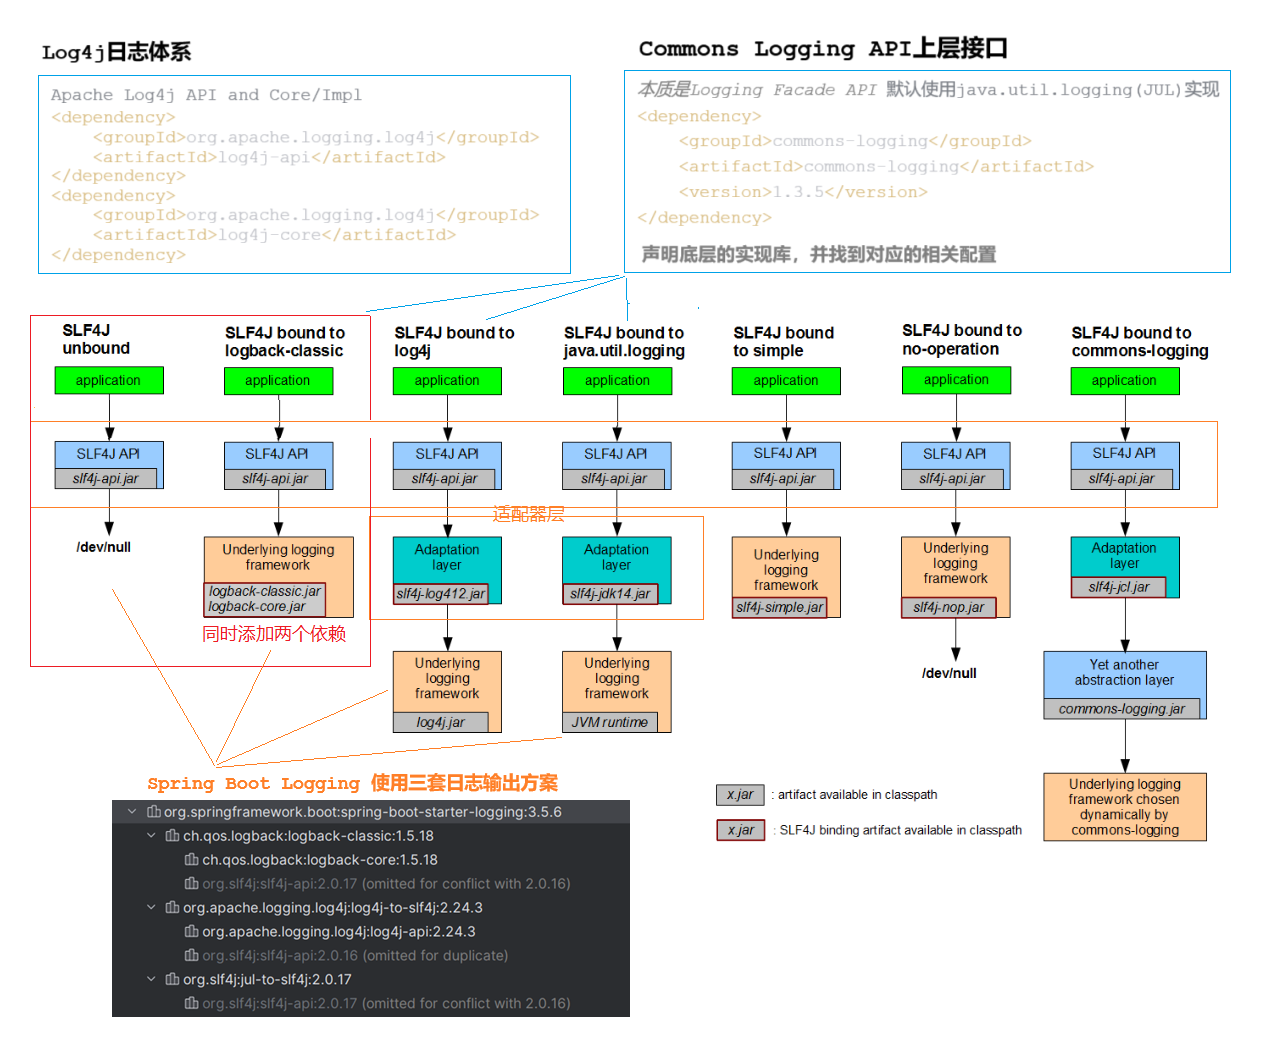 Log4j日志体系
Apache Log4j API and Core/Impl
<dependency>
<groupId>org.apache.logging.log4j</groupId>
<artifactId>log4j-api</artifactId>
</dependency>
<dependency>
<groupId>org.apache.logging.log4j</groupId>
<artifactId>log4j-core</artifactId>
</dependency>
Commons Logging API上层接口
本质是Logging Facade API 默认使用java.util.logging(JUL)实现
<dependency>
<groupId>commons-logging</groupId>
<artifactId>commons-logging</artifactId>
<version>1.3.5</version>
</dependency>
声明底层的实现库，并找到对应的相关配置
SLF4J
unbound
application
SLF4J API
slf4j-api.jar
/dev/null
SLF4J bound to
logback-classic
application
SLF4J API
slf4j-api.jar
Underlying logging
framework
logback-classic.jar
logback-core.jar
同时添加两个依赖
SLF4J bound to
log4j
application
SLF4J API
slf4j-api.jar
适配器层
Adaptation
layer
slf4j-log412.jar
Underlying
logging
framework
log4j.jar
SLF4J bound to
java.util.logging
application
SLF4J API
slf4j-api.jar
Adaptation
layer
slf4j-jdk14.jar
Underlying
logging
framework
JVM runtime
SLF4J bound
to simple
application
SLF4J API
slf4j-api.jar
Underlying
logging
framework
slf4j-simple.jar
SLF4J bound to
no-operation
application
SLF4J API
slf4j-api.jar
Underlying
logging
framework
slf4j-nop.jar
/dev/null
SLF4J bound to
commons-logging
application
SLF4J API
slf4j-api.jar
Adaptation
layer
slf4j-jcl.jar
Yet another
abstraction layer
commons-logging.jar
Underlying logging
framework chosen
dynamically by
commons-logging
x.jar : artifact available in classpath
x.jar : SLF4J binding artifact available in classpath
Spring Boot Logging 使用三套日志输出方案
org.springframework.boot:spring-boot-starter-logging:3.5.6
ch.qos.logback:logback-classic:1.5.18
ch.qos.logback:logback-core:1.5.18
org.slf4j:slf4j-api:2.0.17 (omitted for conflict with 2.0.16)
org.apache.logging.log4j:log4j-to-slf4j:2.24.3
org.apache.logging.log4j:log4j-api:2.24.3
org.slf4j:slf4j-api:2.0.16 (omitted for duplicate)
org.slf4j:jul-to-slf4j:2.0.17
org.slf4j:slf4j-api:2.0.17 (omitted for conflict with 2.0.16)